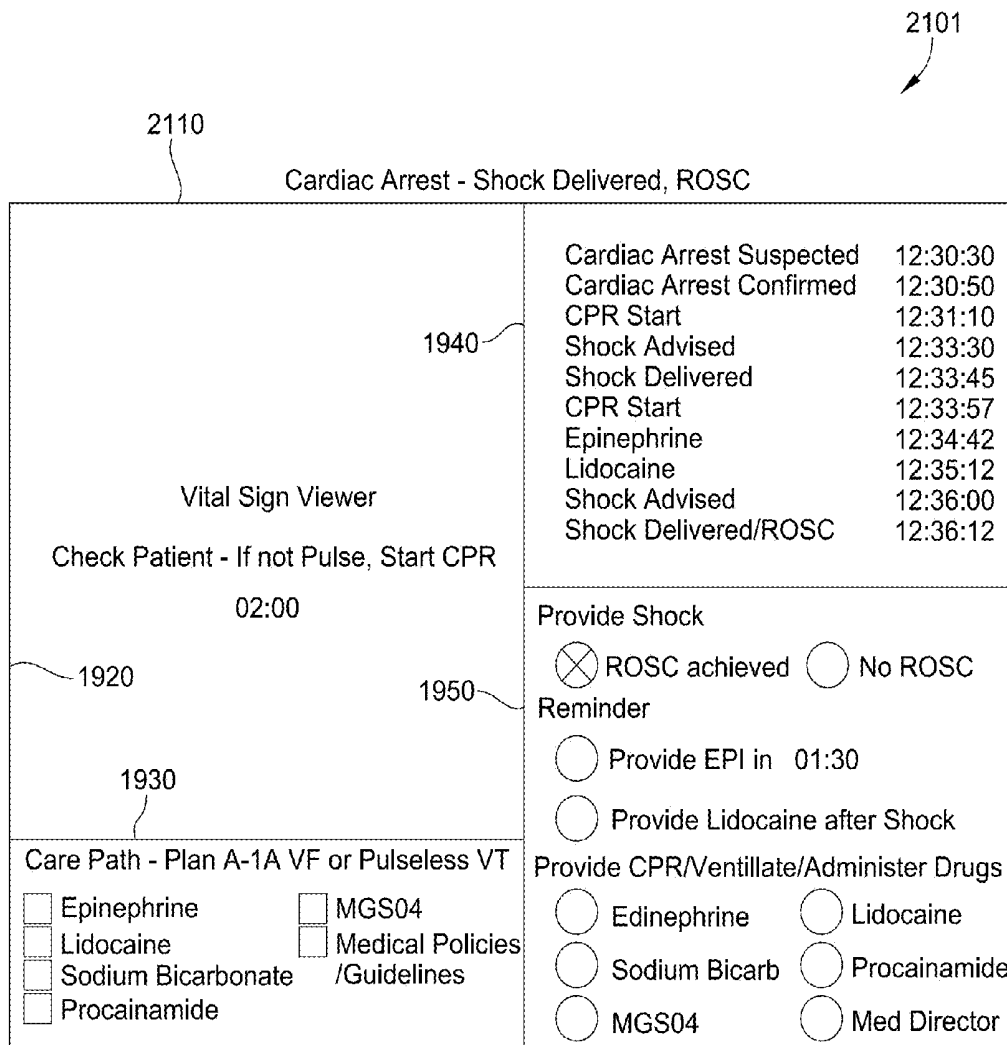 2101
2110
Cardiac Arrest - Shock Delivered, ROSC
Cardiac Arrest Suspected 12:30:30
Cardiac Arrest Confirmed 12:30:50
CPR Start 12:31:10
1940
Shock Advised 12:33:30
Shock Delivered 12:33:45
CPR Start 12:33:57
Epinephrine 12:34:42
Lidocaine 12:35:12
Shock Advised 12:36:00
Shock Delivered/ROSC 12:36:12
Vital Sign Viewer
Check Patient - If not Pulse, Start CPR
02:00
1920
1950
1930
Provide Shock
ROSC achieved No ROSC
Reminder
Provide EPI in 01:30
Provide Lidocaine after Shock
Care Path - Plan A-1A VF or Pulseless VT
Epinephrine MGS04
Lidocaine Medical Policies
Sodium Bicarbonate /Guidelines
Procainamide
Provide CPR/Ventillate/Administer Drugs
Edinephrine Lidocaine
Sodium Bicarb Procainamide
MGS04 Med Director